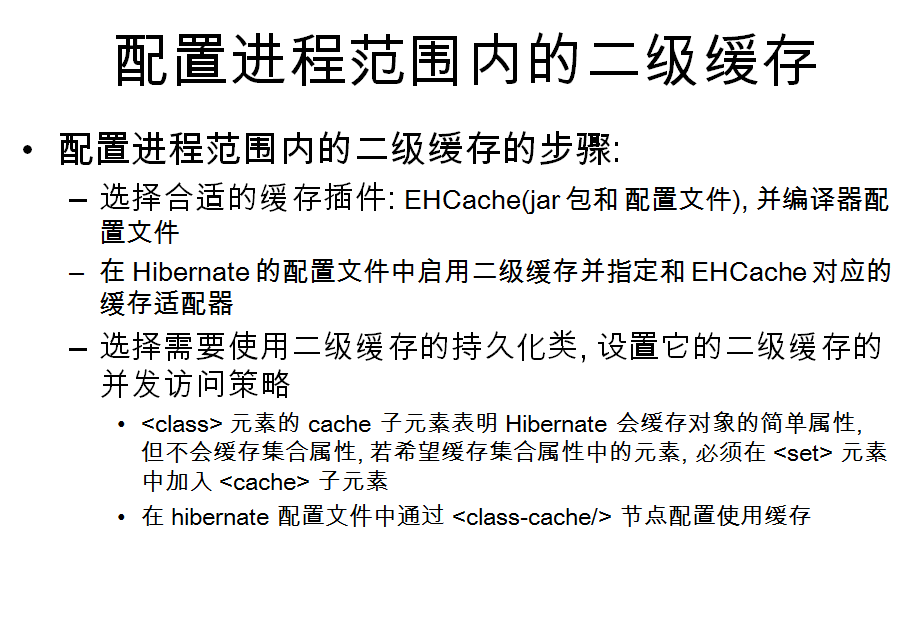 配置进程范围内的二级缓存
• 配置进程范围内的二级缓存的步骤:
– 选择合适的缓存插件: EHCache(jar 包和 配置文件), 并编译器配
置文件
– 在 Hibernate 的配置文件中启用二级缓存并指定和 EHCache 对应的
缓存适配器
– 选择需要使用二级缓存的持久化类, 设置它的二级缓存的
并发访问策略
• <class> 元素的 cache 子元素表明 Hibernate 会缓存对象的简单属性,
但不会缓存集合属性, 若希望缓存集合属性中的元素, 必须在 <set> 元素
中加入 <cache> 子元素
• 在 hibernate 配置文件中通过 <class-cache/> 节点配置使用缓存